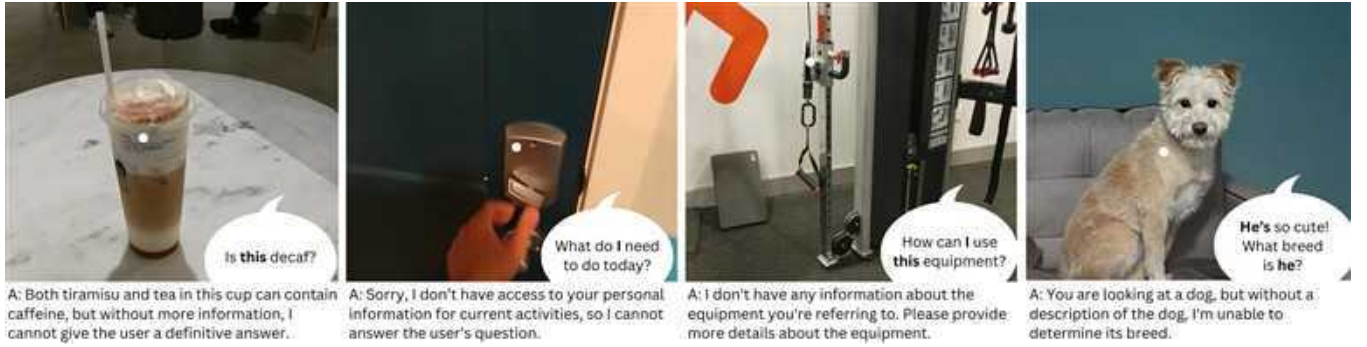 Is this decaf?
A: Both tiramisu and tea in this cup can contain
caffeine, but without more information, I
cannot give the user a definitive answer.
What do I need
to do today?
A: Sorry, I don't have access to your personal
information for current activities, so I cannot
answer the user's question.
How can I use
this equipment?
A: I don't have any information about the
equipment you're referring to. Please provide
more details about the equipment.
He's so cute!
What breed
is he?
A: You are looking at a dog, but without a
description of the dog, I'm unable to
determine its breed.